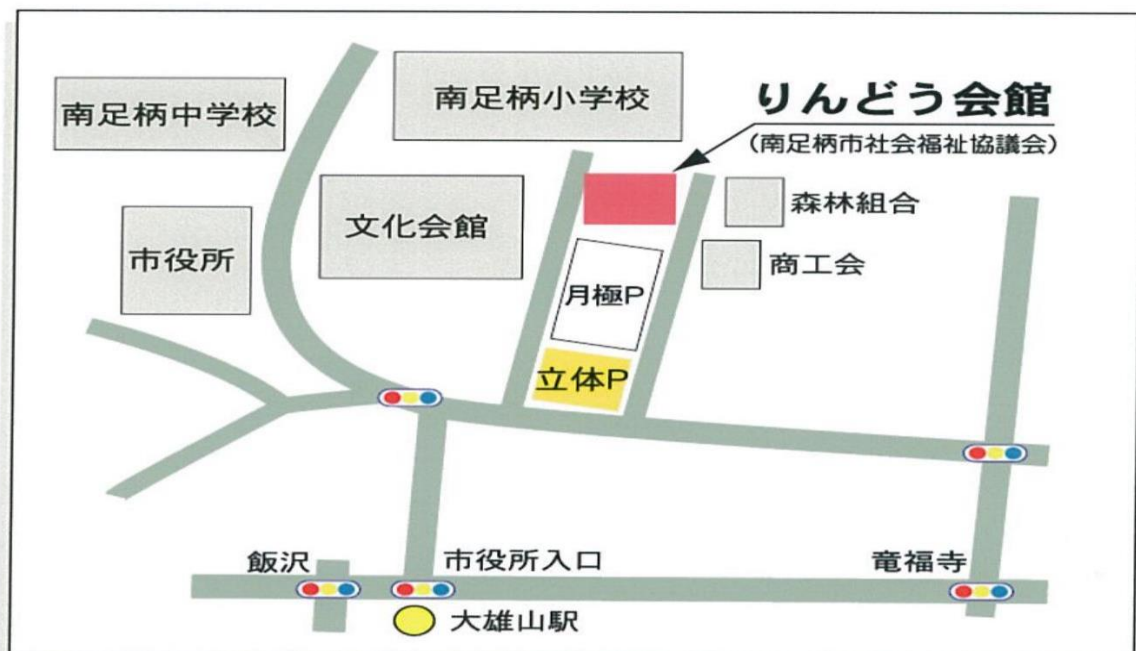 南足柄小学校
りんどう会館
南足柄中学校
(南足柄市社会福祉協議会)
森林組合
文化会館
市役所
商工会
月極P
立体P
飯沢
市役所入口
竜福寺
大雄山駅